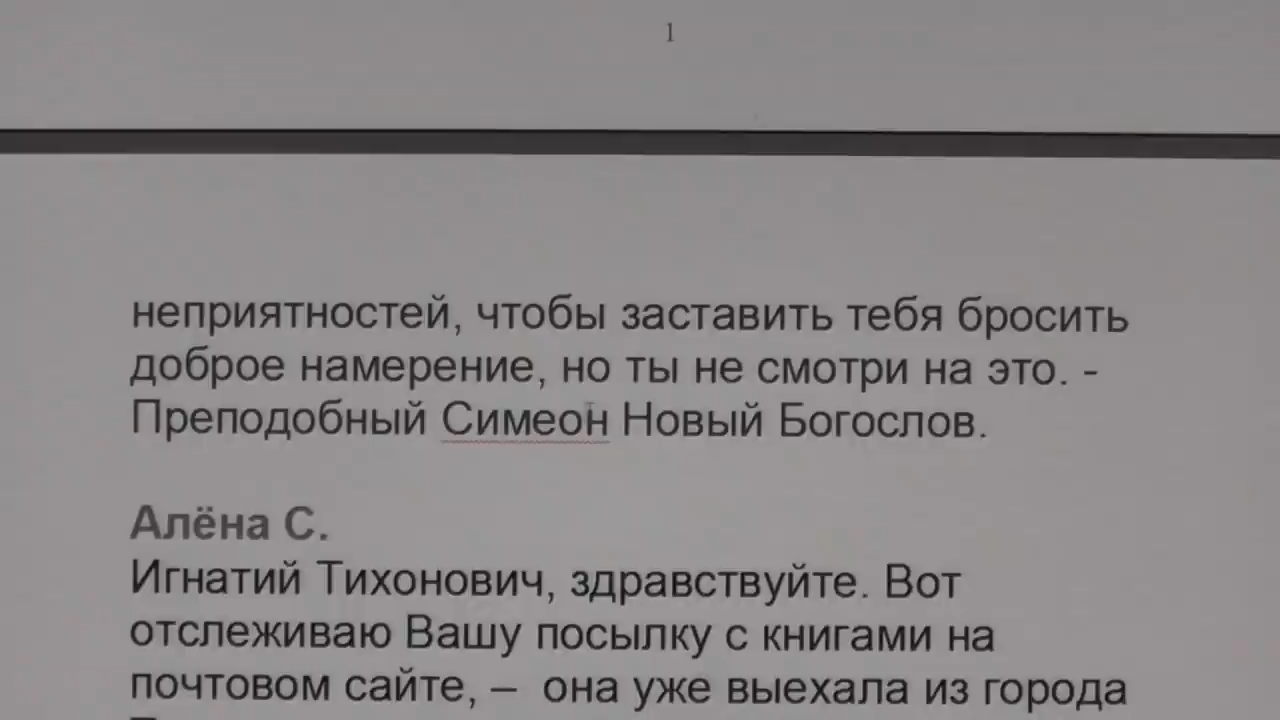 1
неприятностей, чтобы заставить тебя бросить
доброе намерение, но ты не смотри на это. -
Преподобный Симеон Новый Богослов.
Алёна С.
Игнатий Тихонович, здравствуйте. Вот
отслеживаю Вашу посылку с книгами на
почтовом сайте, – она уже выехала из города